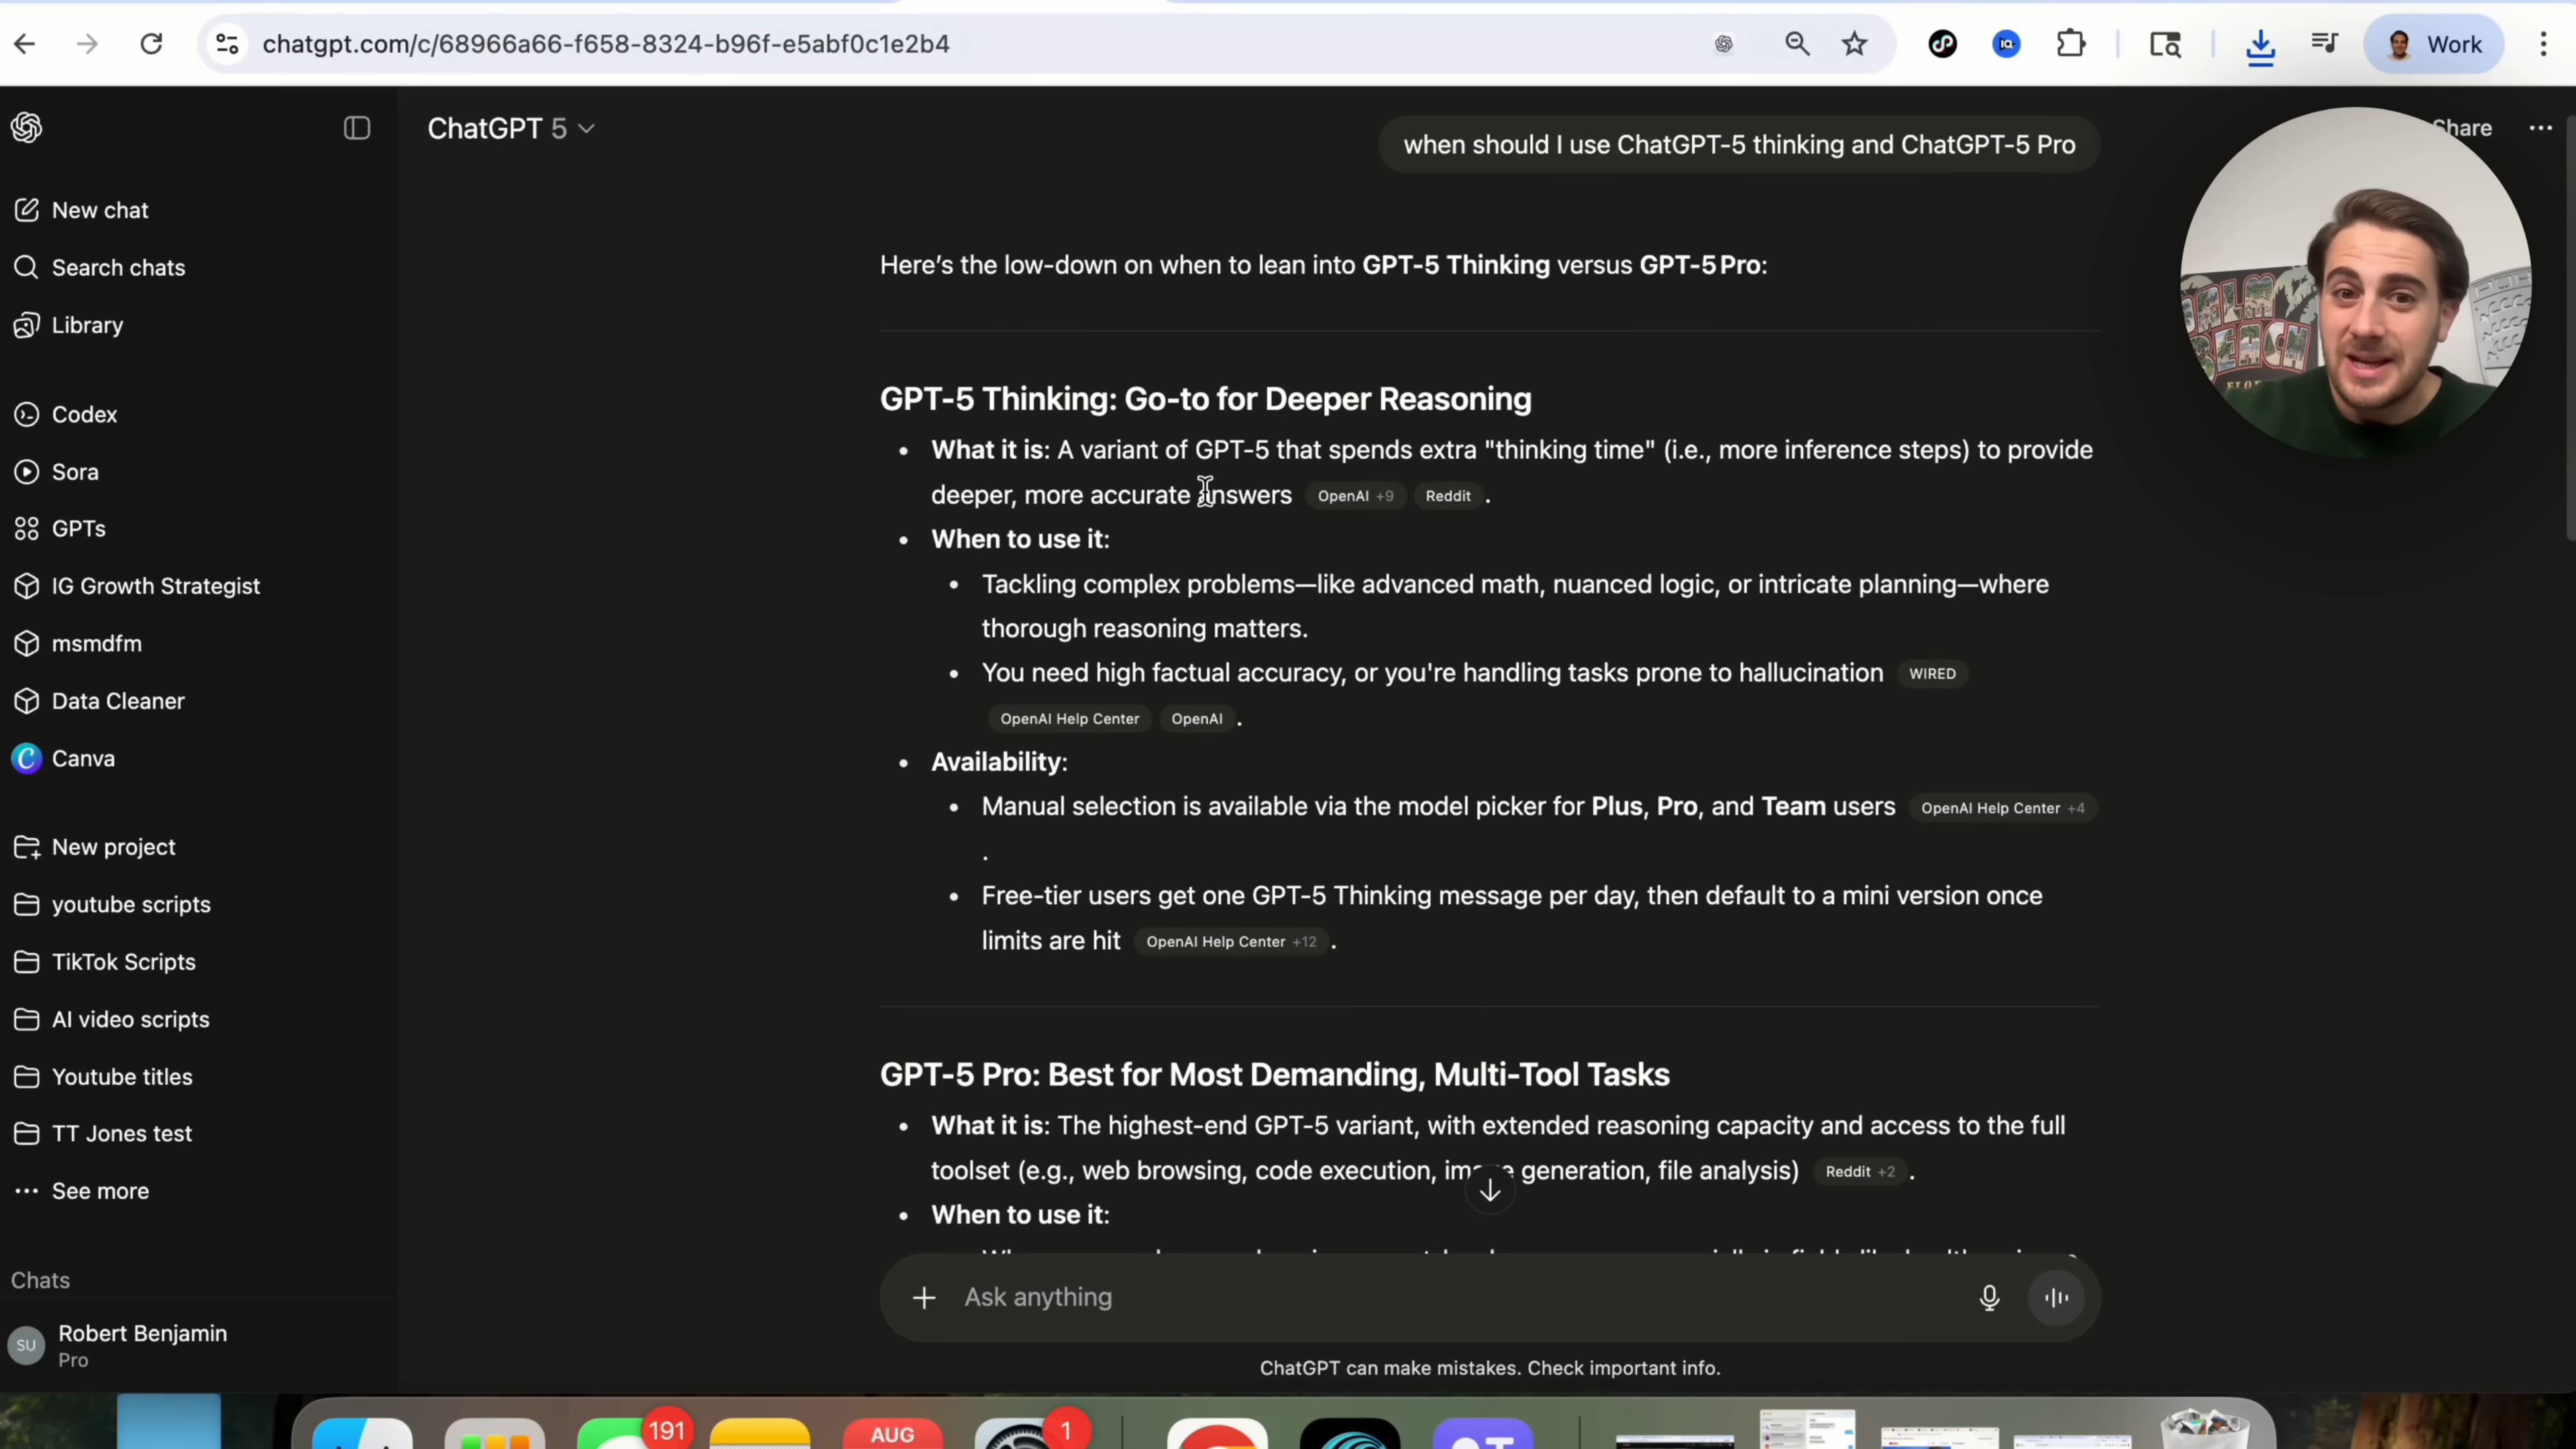 chatgpt.com/c/68966a66-f658-8324-b96f-e5abf0c1e2b4
Work
ChatGPT 5
Share
when should I use ChatGPT-5 thinking and ChatGPT-5 Pro
New chat
Search chats
Library
Codex
Sora
GPTs
IG Growth Strategist
msmdfm
Data Cleaner
Canva
New project
youtube scripts
TikTok Scripts
AI video scripts
Youtube titles
TT Jones test
See more
Chats
SU
Robert Benjamin
Pro
Here's the low-down on when to lean into GPT-5 Thinking versus GPT-5 Pro:
GPT-5 Thinking: Go-to for Deeper Reasoning
• What it is: A variant of GPT-5 that spends extra "thinking time" (i.e., more inference steps) to provide
deeper, more accurate answers OpenAI +9 Reddit .
• When to use it:
• Tackling complex problems—like advanced math, nuanced logic, or intricate planning—where
thorough reasoning matters.
• You need high factual accuracy, or you're handling tasks prone to hallucination WIRED
OpenAI Help Center OpenAI .
• Availability:
• Manual selection is available via the model picker for Plus, Pro, and Team users OpenAI Help Center +4
.
• Free-tier users get one GPT-5 Thinking message per day, then default to a mini version once
limits are hit OpenAI Help Center +12 .
GPT-5 Pro: Best for Most Demanding, Multi-Tool Tasks
• What it is: The highest-end GPT-5 variant, with extended reasoning capacity and access to the full
toolset (e.g., web browsing, code execution, image generation, file analysis) Reddit +2 .
• When to use it:
Ask anything
ChatGPT can make mistakes. Check important info.
PALM
BEACH
191
AUG
1